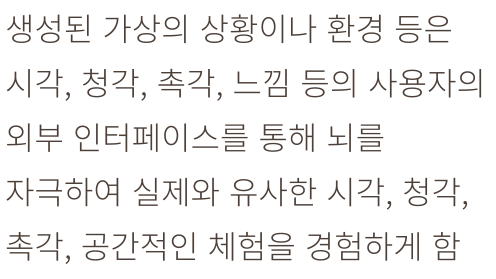 생성된 가상의 상황이나 환경 등은
시각, 청각, 촉각, 느낌 등의 사용자의
외부 인터페이스를 통해 뇌를
자극하여 실제와 유사한 시각, 청각,
촉각, 공간적인 체험을 경험하게 함